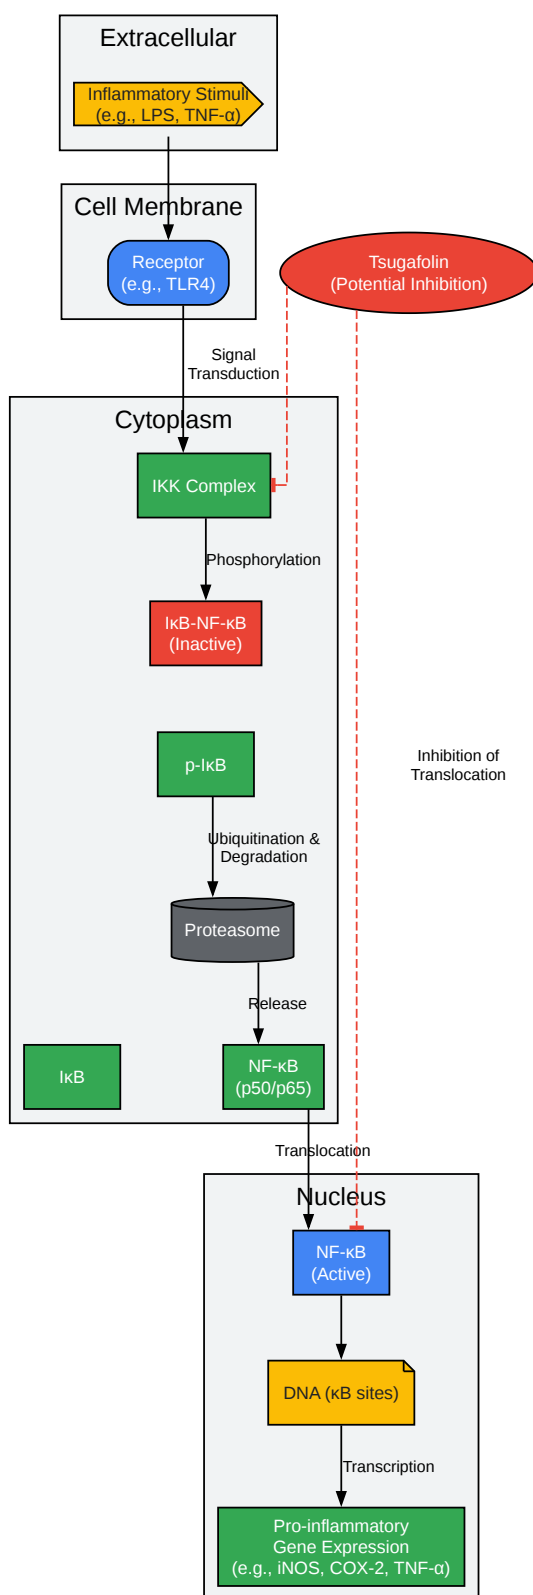 Extracellular
Inflammatory Stimuli
(e.g., LPS, TNF-α)
Cell Membrane
Receptor
(e.g., TLR4)
Tsugafolin
(Potential Inhibition)
Signal
Transduction
Cytoplasm
IKK Complex
Phosphorylation
IκB-NF-κB
(Inactive)
p-IκB
Inhibition of
Translocation
Ubiquitination &
Degradation
Proteasome
Release
IκB
NF-κB
(p50/p65)
Translocation
Nucleus
NF-κB
(Active)
DNA (κB sites)
Transcription
Pro-inflammatory
Gene Expression
(e.g., iNOS, COX-2, TNF-α)